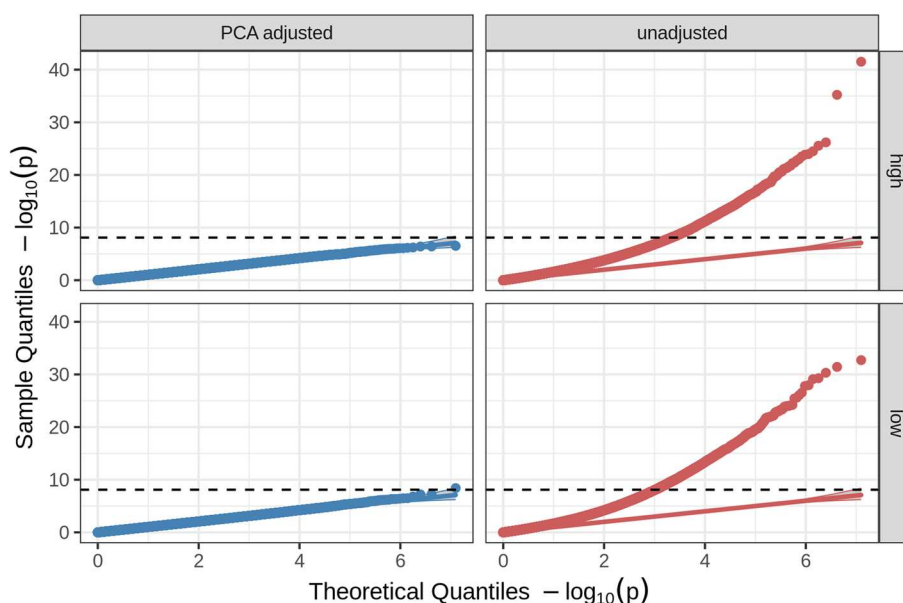 PCA adjusted unadjusted
40
30
20
10
0
high
40
30
20
10
0
low
0 2 4 6 0 2 4 6
Sample Quantiles − log₁₀(p)
Theoretical Quantiles − log₁₀(p)